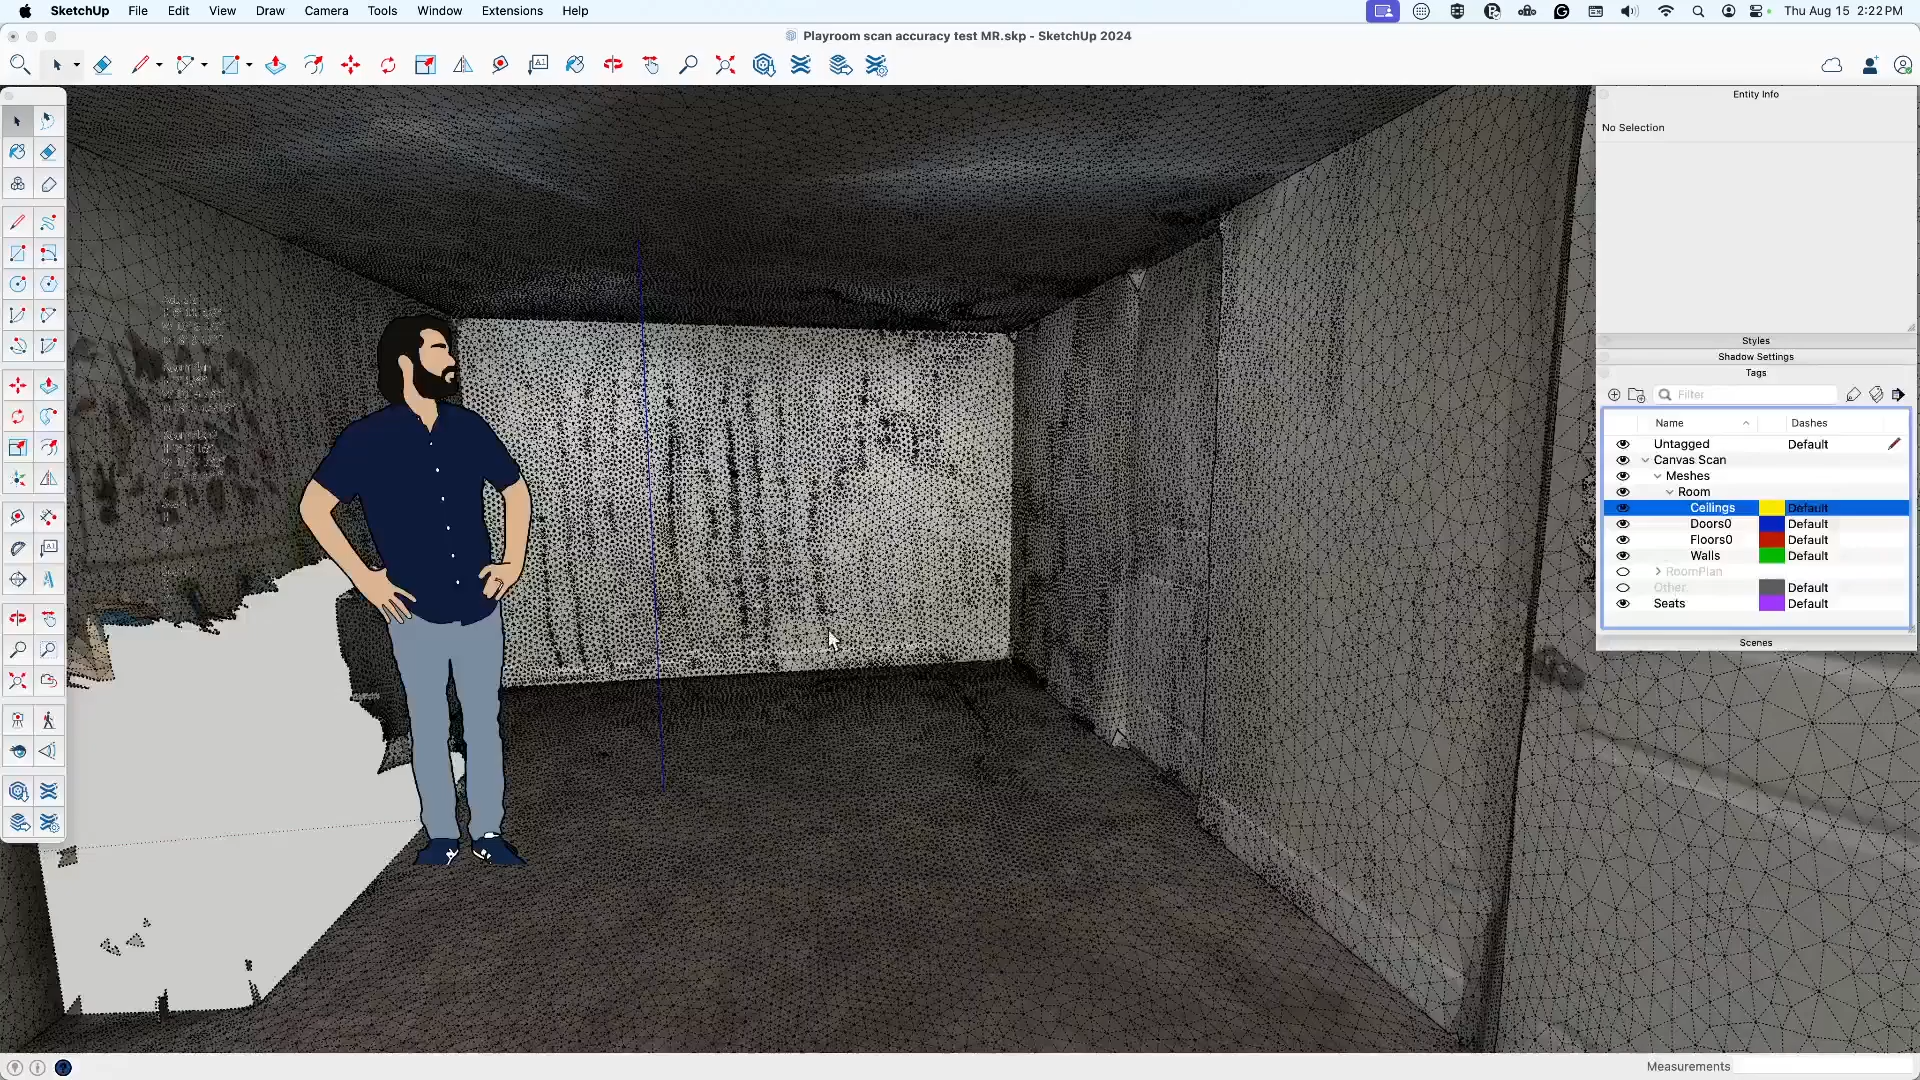 SketchUp File Edit View Draw Camera Tools Window Extensions Help
Thu Aug 15 2:22 PM
Playroom scan accuracy test MR.skp - SketchUp 2024
Entity Info
No Selection
Styles
Shadow Settings
Tags
Filter
Name Dashes
Untagged Default
Canvas Scan
Meshes
Room
Ceilings Default
Doors0 Default
Floors0 Default
Walls Default
RoomPlan
Other Default
Seats Default
Scenes
Measurements